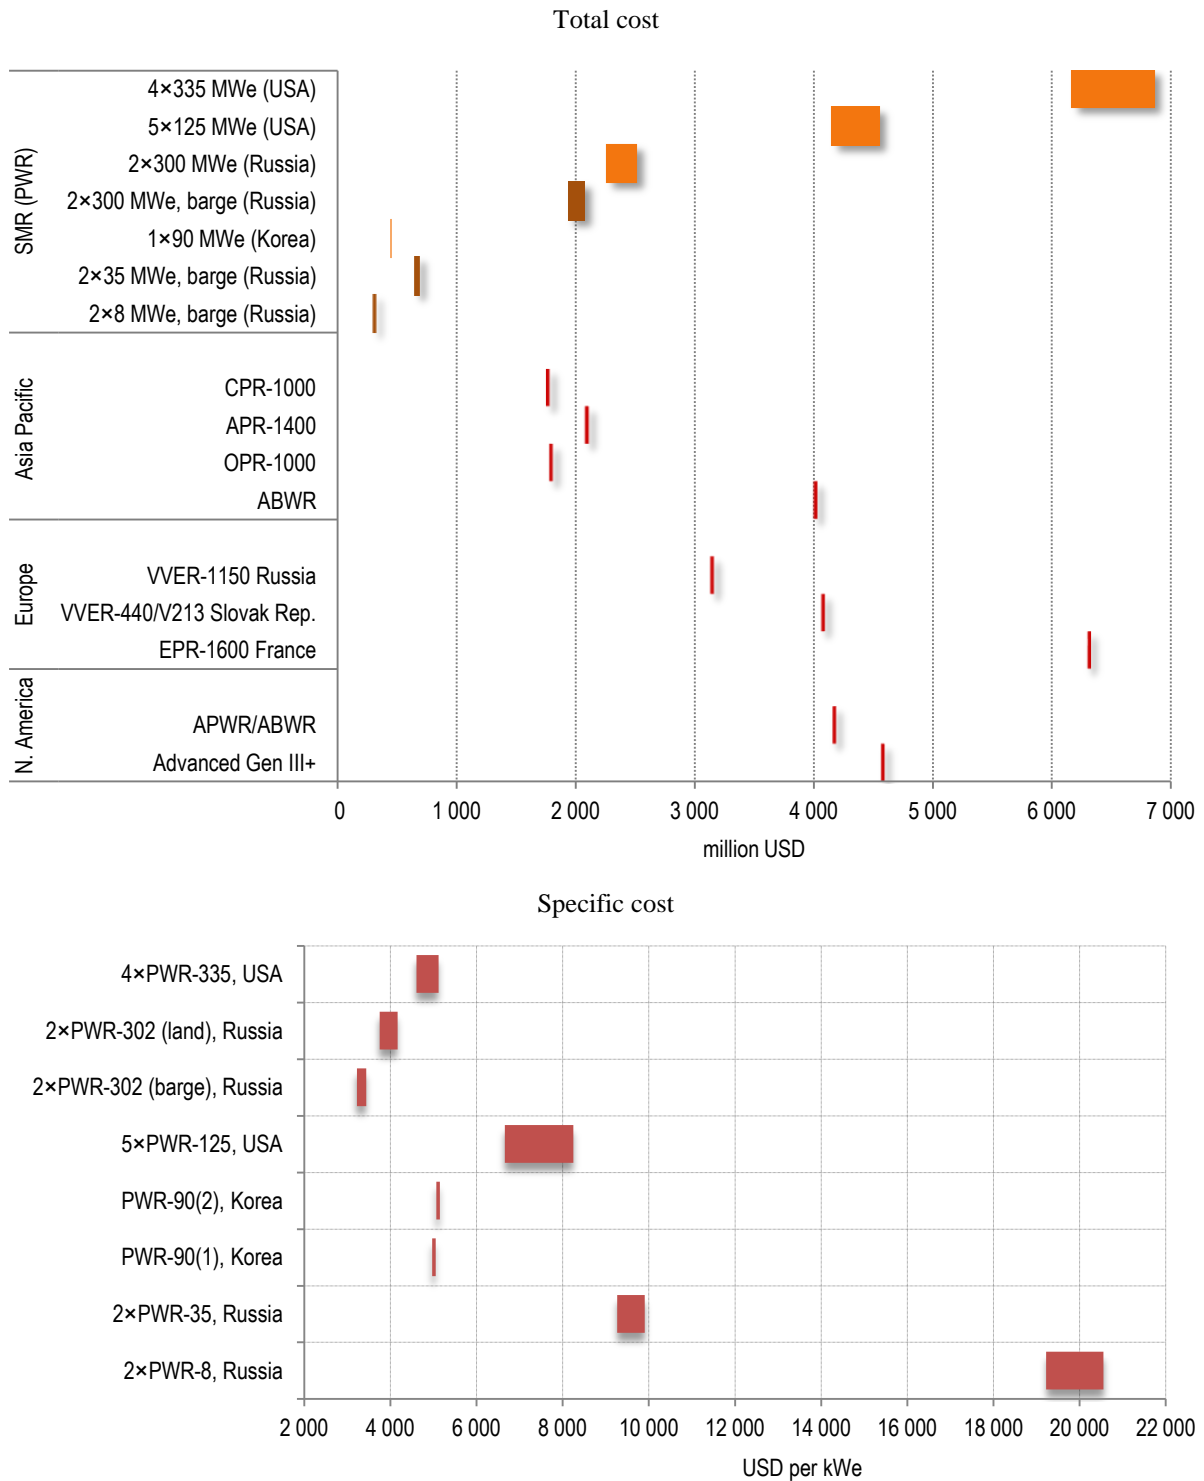 Total cost
SMR (PWR)
4×335 MWe (USA)
5×125 MWe (USA)
2×300 MWe (Russia)
2×300 MWe, barge (Russia)
1×90 MWe (Korea)
2×35 MWe, barge (Russia)
2×8 MWe, barge (Russia)
Asia Pacific
CPR-1000
APR-1400
OPR-1000
ABWR
Europe
VVER-1150 Russia
VVER-440/V213 Slovak Rep.
EPR-1600 France
N. America
APWR/ABWR
Advanced Gen III+
0 1 000 2 000 3 000 4 000 5 000 6 000 7 000
million USD
Specific cost
4×PWR-335, USA
2×PWR-302 (land), Russia
2×PWR-302 (barge), Russia
5×PWR-125, USA
PWR-90(2), Korea
PWR-90(1), Korea
2×PWR-35, Russia
2×PWR-8, Russia
2 000 4 000 6 000 8 000 10 000 12 000 14 000 16 000 18 000 20 000 22 000
USD per kWe